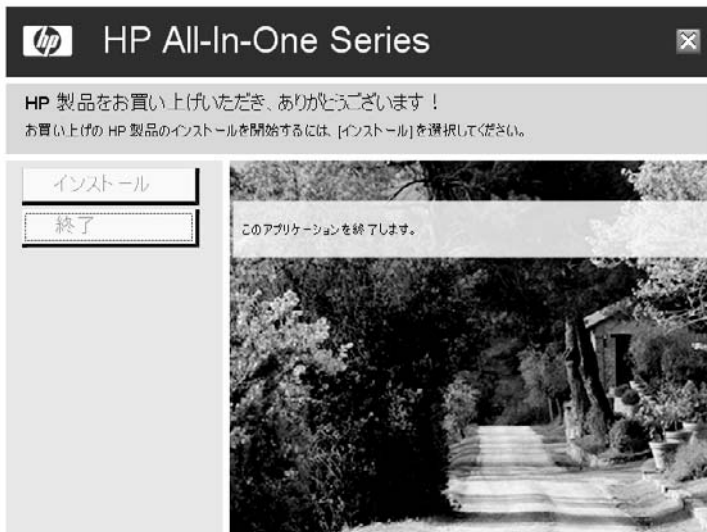 hp HP All-In-One Series
HP 製品をお買い上げいただき、ありがとうございます！
お買い上げの HP 製品のインストールを開始するには、[インストール]を選択してください。
インストール
終了
このアプリケーションを終了します。